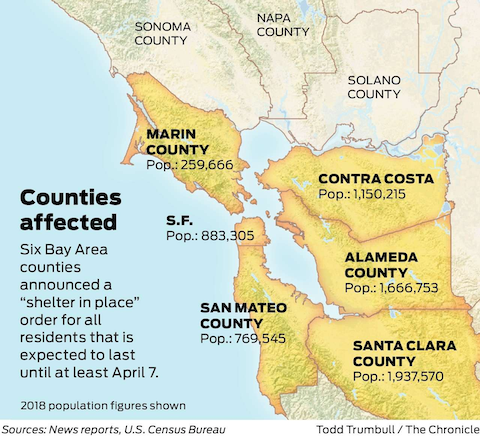 SONOMA
COUNTY
NAPA
COUNTY
SOLANO
COUNTY
MARIN
COUNTY
Pop.: 259,666
CONTRA COSTA
Pop.: 1,150,215
Counties
affected
Six Bay Area
counties
announced a
“shelter in place”
order for all
residents that is
expected to last
until at least April 7.
S.F.
Pop.: 883,305
ALAMEDA
COUNTY
Pop.: 1,666,753
SAN MATEO
COUNTY
Pop.: 769,545
SANTA CLARA
COUNTY
Pop.: 1,937,570
2018 population figures shown
Sources: News reports, U.S. Census Bureau
Todd Trumbull / The Chronicle